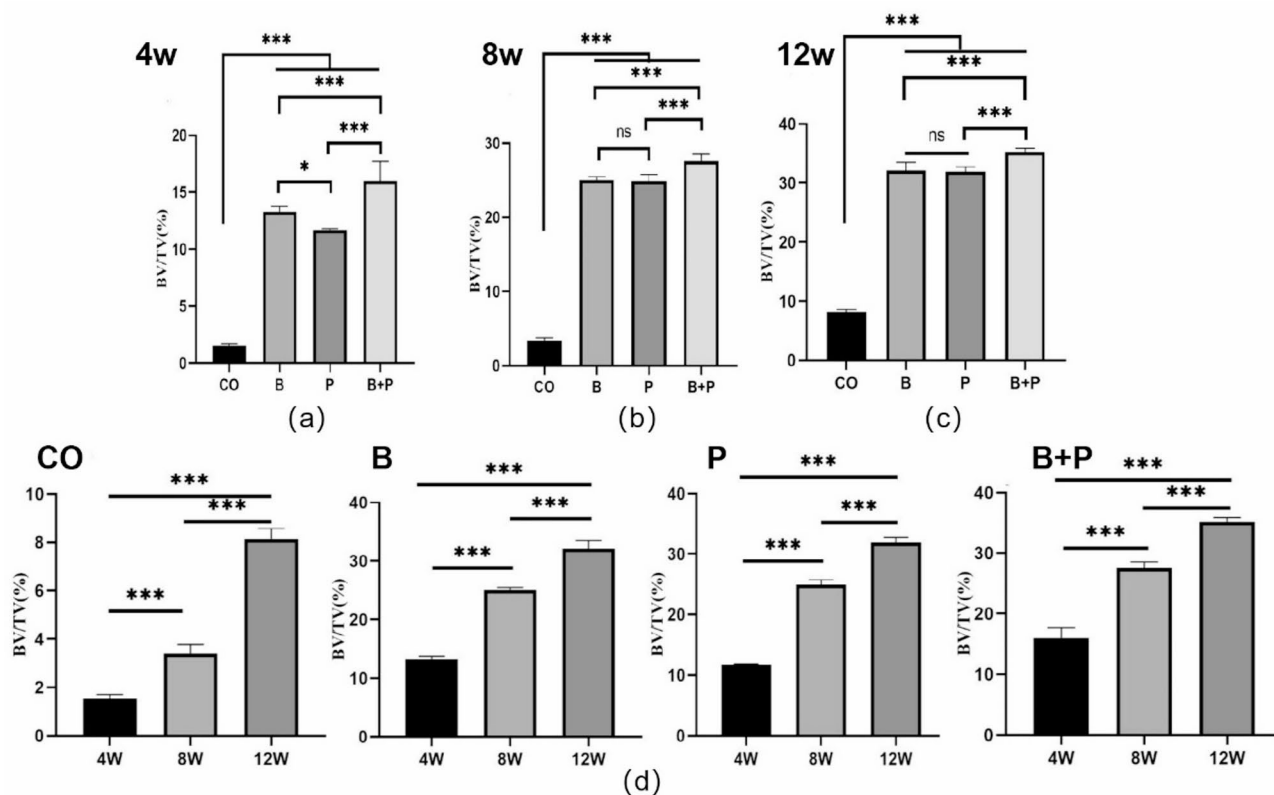 4w
***
***
***
*
BV/TV(%)
20
15
10
5
0
CO B P B+P
(a)
8w
***
***
***
ns
BV/TV(%)
30
20
10
0
CO B P B+P
(b)
12w
***
***
***
ns
BV/TV(%)
40
30
20
10
0
CO B P B+P
(c)
CO
***
***
***
BV/TV(%)
10
8
6
4
2
0
4W 8W 12W
B
***
***
***
BV/TV(%)
40
30
20
10
0
4W 8W 12W
P
***
***
***
BV/TV(%)
40
30
20
10
0
4W 8W 12W
B+P
***
***
***
BV/TV(%)
40
30
20
10
0
4W 8W 12W
(d)